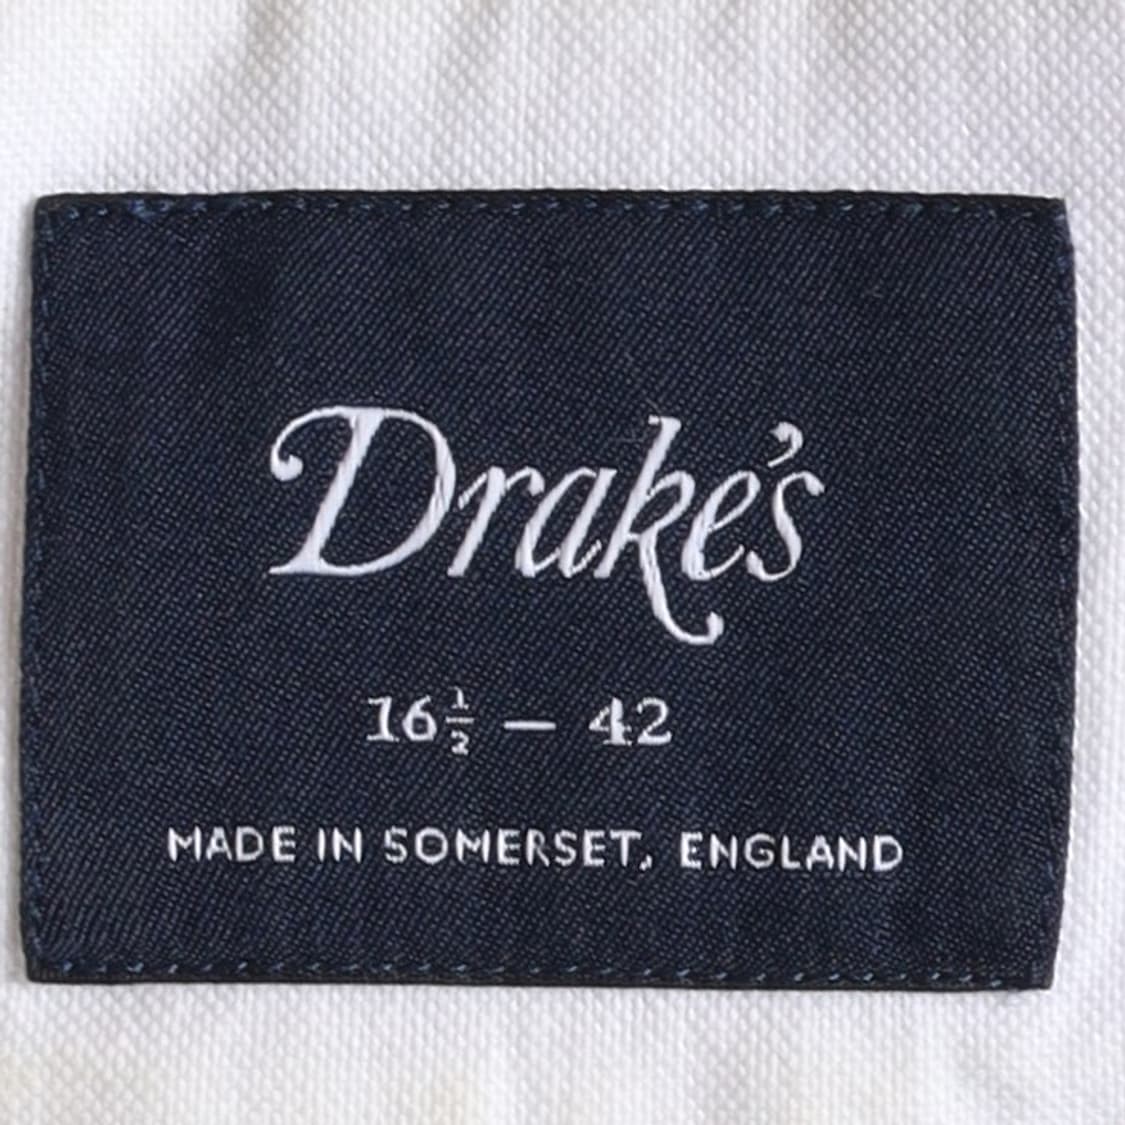 Drake's
16½ — 42
MADE IN SOMERSET, ENGLAND